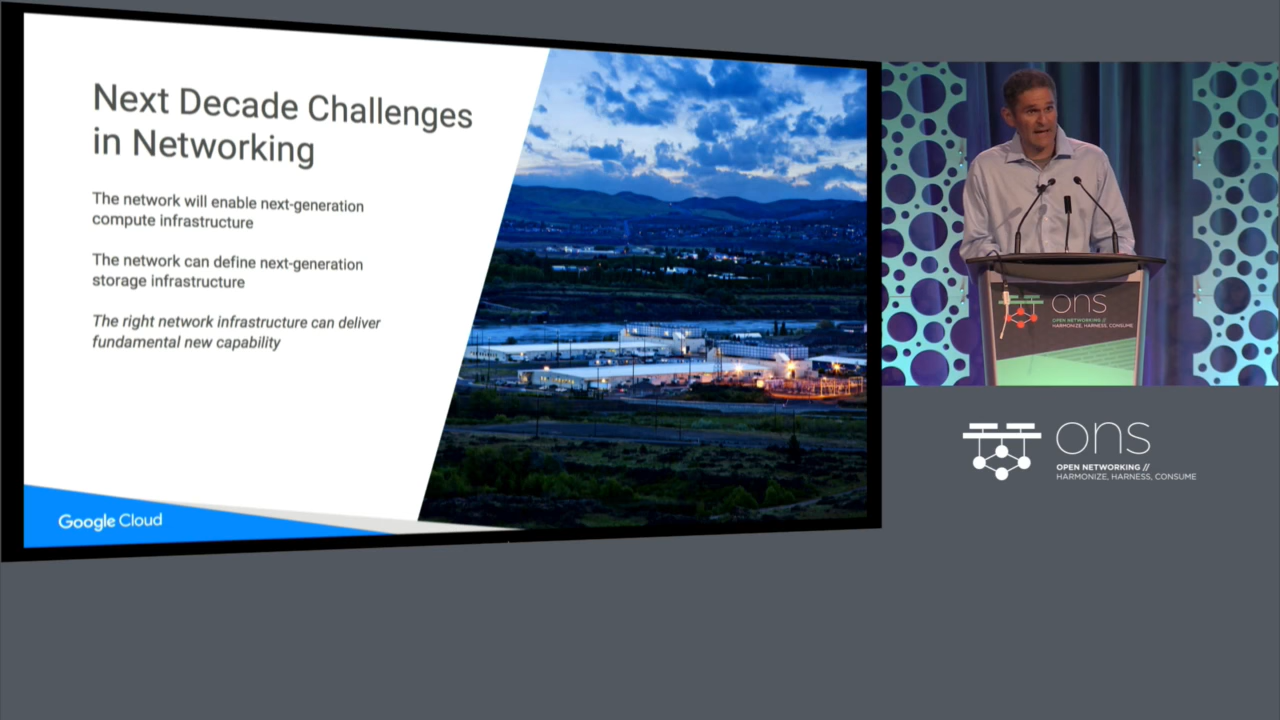 Next Decade Challenges
in Networking
The network will enable next-generation
compute infrastructure
The network can define next-generation
storage infrastructure
The right network infrastructure can deliver
fundamental new capability
Google Cloud
ons
OPEN NETWORKING //
HARMONIZE, HARNESS, CONSUME
ons
OPEN NETWORKING //
HARMONIZE, HARNESS, CONSUME